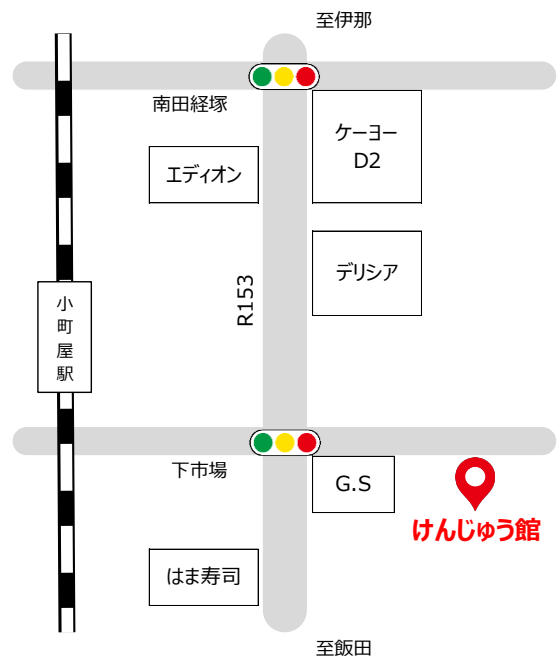 至伊那
南田経塚
ケーヨー
D2
エディオン
デリシア
R153
小町屋駅
下市場
G.S
けんじゅう館
はま寿司
至飯田